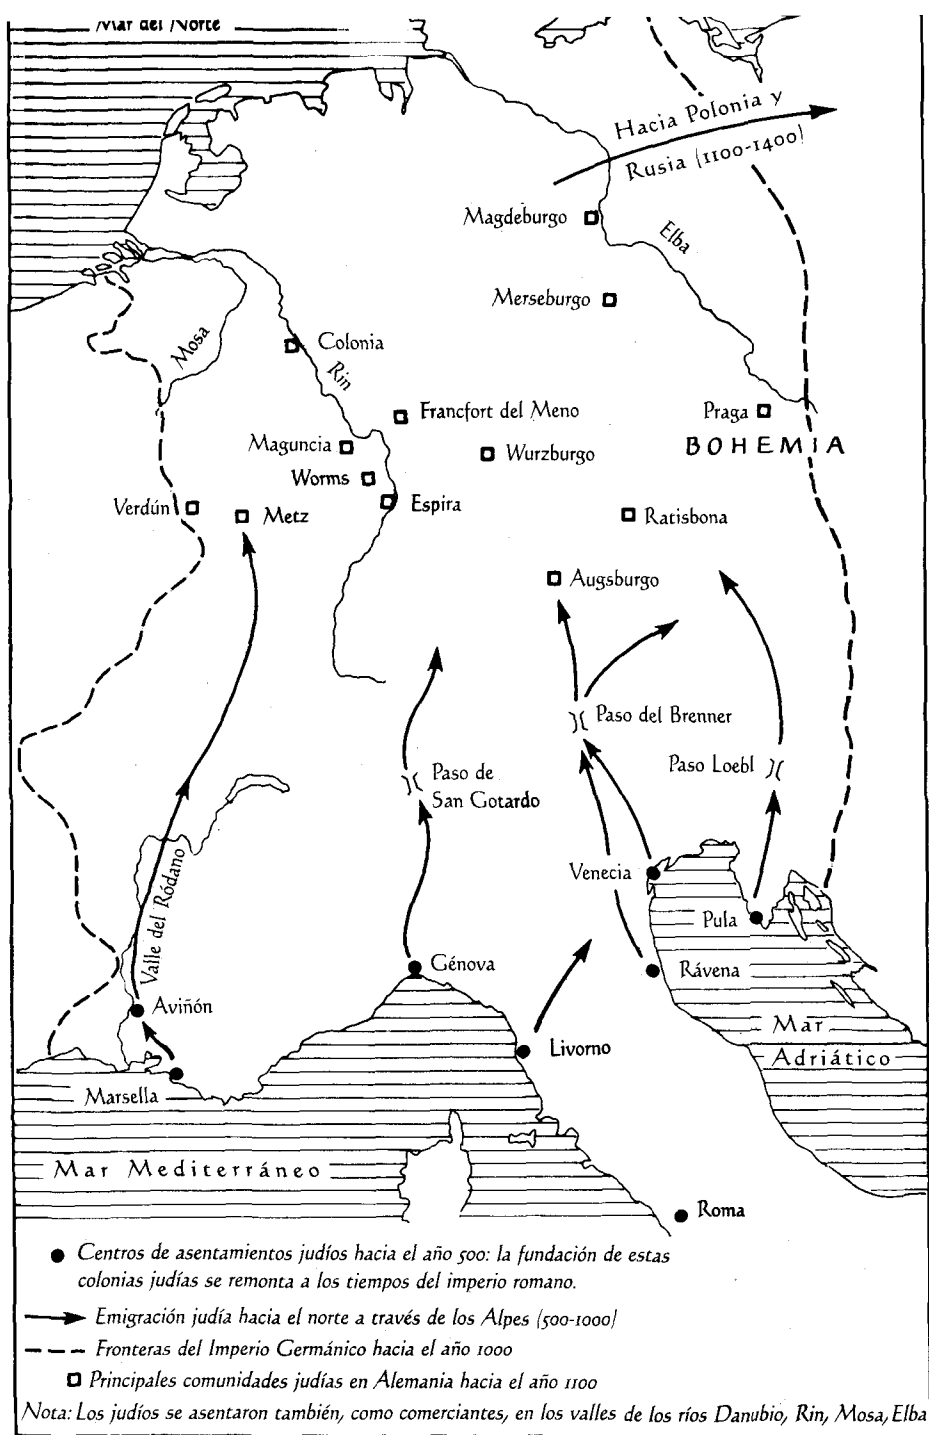 Mar del Norte
Hacia Polonia y
Rusia (1100-1400)
Magdeburgo
Elba
Merseburgo
Mosa
Colonia
Rin
Francfort del Meno
Praga
BOHEMIA
Maguncia
Wurzburgo
Worms
Verdún
Metz
Espira
Ratisbona
Augsburgo
Paso del Brenner
Paso de
San Gotardo
Paso Loebl
Valle del Ródano
Venecia
Pula
Génova
Rávena
Aviñón
Mar
Adriático
Livorno
Marsella
Mar Mediterráneo
Roma
Centros de asentamientos judíos hacia el año 500: la fundación de estas
colonias judías se remonta a los tiempos del imperio romano.
Emigración judía hacia el norte a través de los Alpes (500-1000)
Fronteras del Imperio Germánico hacia el año 1000
Principales comunidades judías en Alemania hacia el año 1100
Nota: Los judíos se asentaron también, como comerciantes, en los valles de los ríos Danubio, Rin, Mosa, Elba